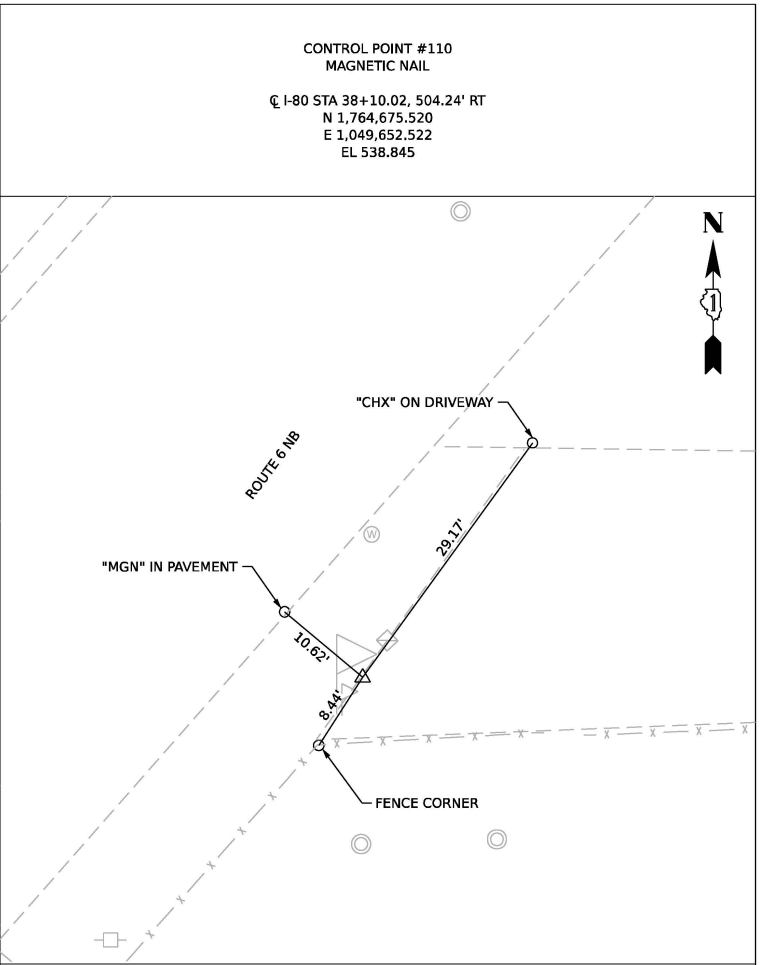 CONTROL POINT #110
MAGNETIC NAIL
℄ I-80 STA 38+10.02, 504.24' RT
N 1,764,675.520
E 1,049,652.522
EL 538.845
N
1
"CHX" ON DRIVEWAY
ROUTE 6 NB
29.17'
W
"MGN" IN PAVEMENT
10.62'
8.44'
FENCE CORNER